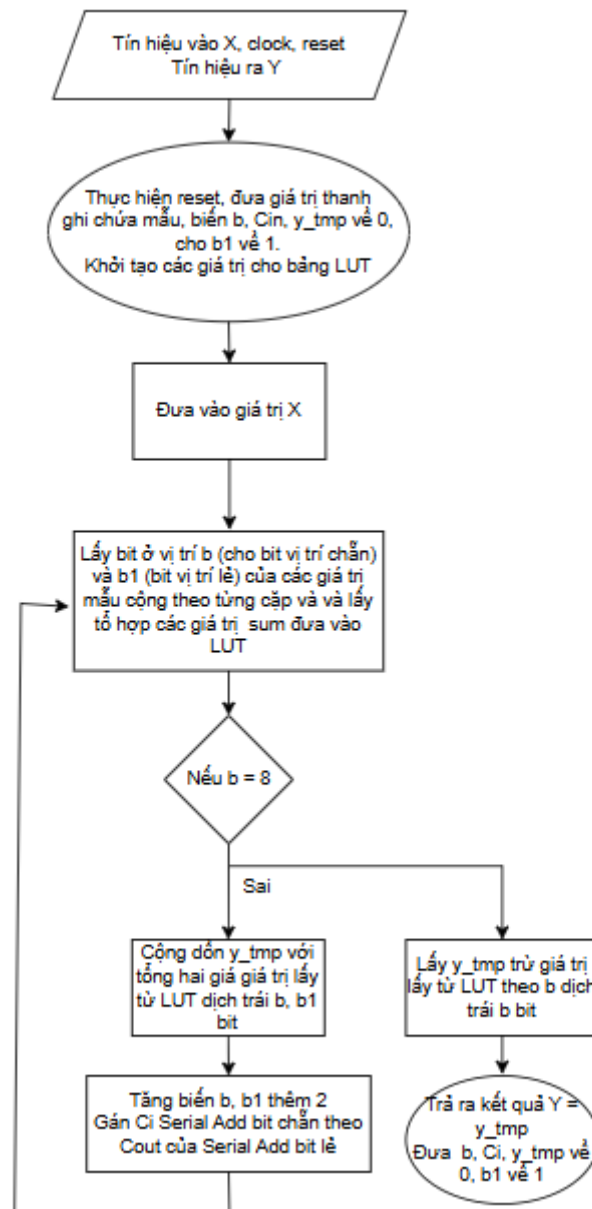 Tín hiệu vào X, clock, reset
Tín hiệu ra Y
Thực hiện reset, đưa giá trị thanh
ghi chứa mẫu, biến b, Cin, y_tmp về 0,
cho b1 về 1.
Khởi tạo các giá trị cho bảng LUT
Đưa vào giá trị X
Lấy bit ở vị trí b (cho bit vị trí chẵn)
và b1 (bit vị trí lẻ) của các giá trị
mẫu cộng theo từng cặp và và lấy
tổ hợp các giá trị sum đưa vào
LUT
Nếu b = 8
Sai
Cộng dồn y_tmp với
tổng hai giá giá trị lấy
từ LUT dịch trái b, b1
bit
Lấy y_tmp trừ giá trị
lấy từ LUT theo b dịch
trái b bit
Tăng biến b, b1 thêm 2
Gán Ci Serial Add bit chẵn theo
Cout của Serial Add bit lẻ
Trả ra kết quả Y =
y_tmp
Đưa b, Ci, y_tmp về
0, b1 về 1